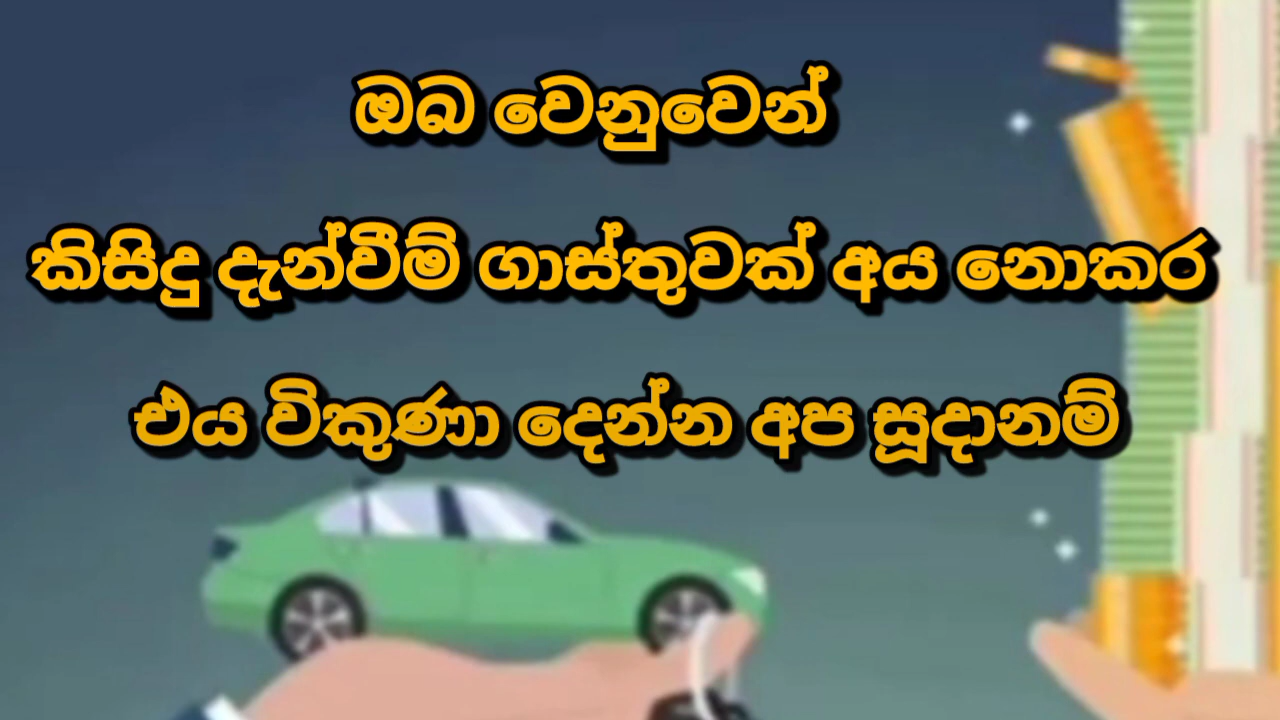 ඔබ වෙනුවෙන්
කිසිදු දැන්වීම් ගාස්තුවක් අය නොකර
එය විකුණා දෙන්න අප සූදානම්